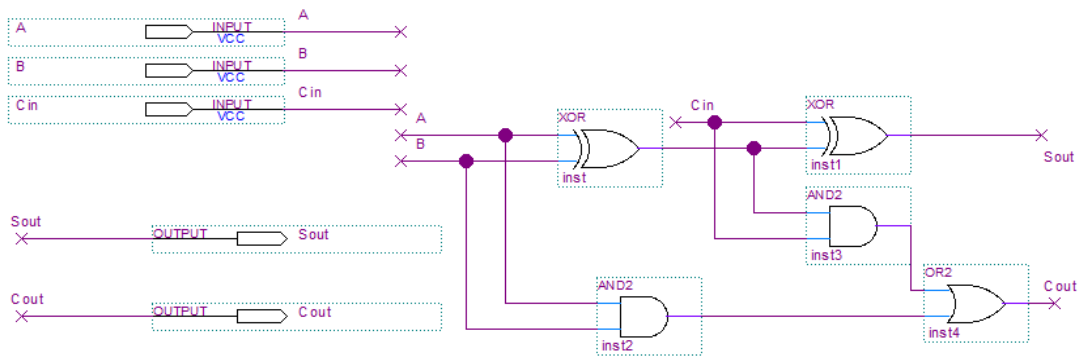 A INPUT VCC A
B INPUT VCC B
Cin INPUT VCC Cin
A
B
XOR
inst
Cin
XOR
inst1
Sout
AND2
inst3
Sout OUTPUT Sout
AND2
inst2
OR2
inst4
Cout
Cout OUTPUT Cout